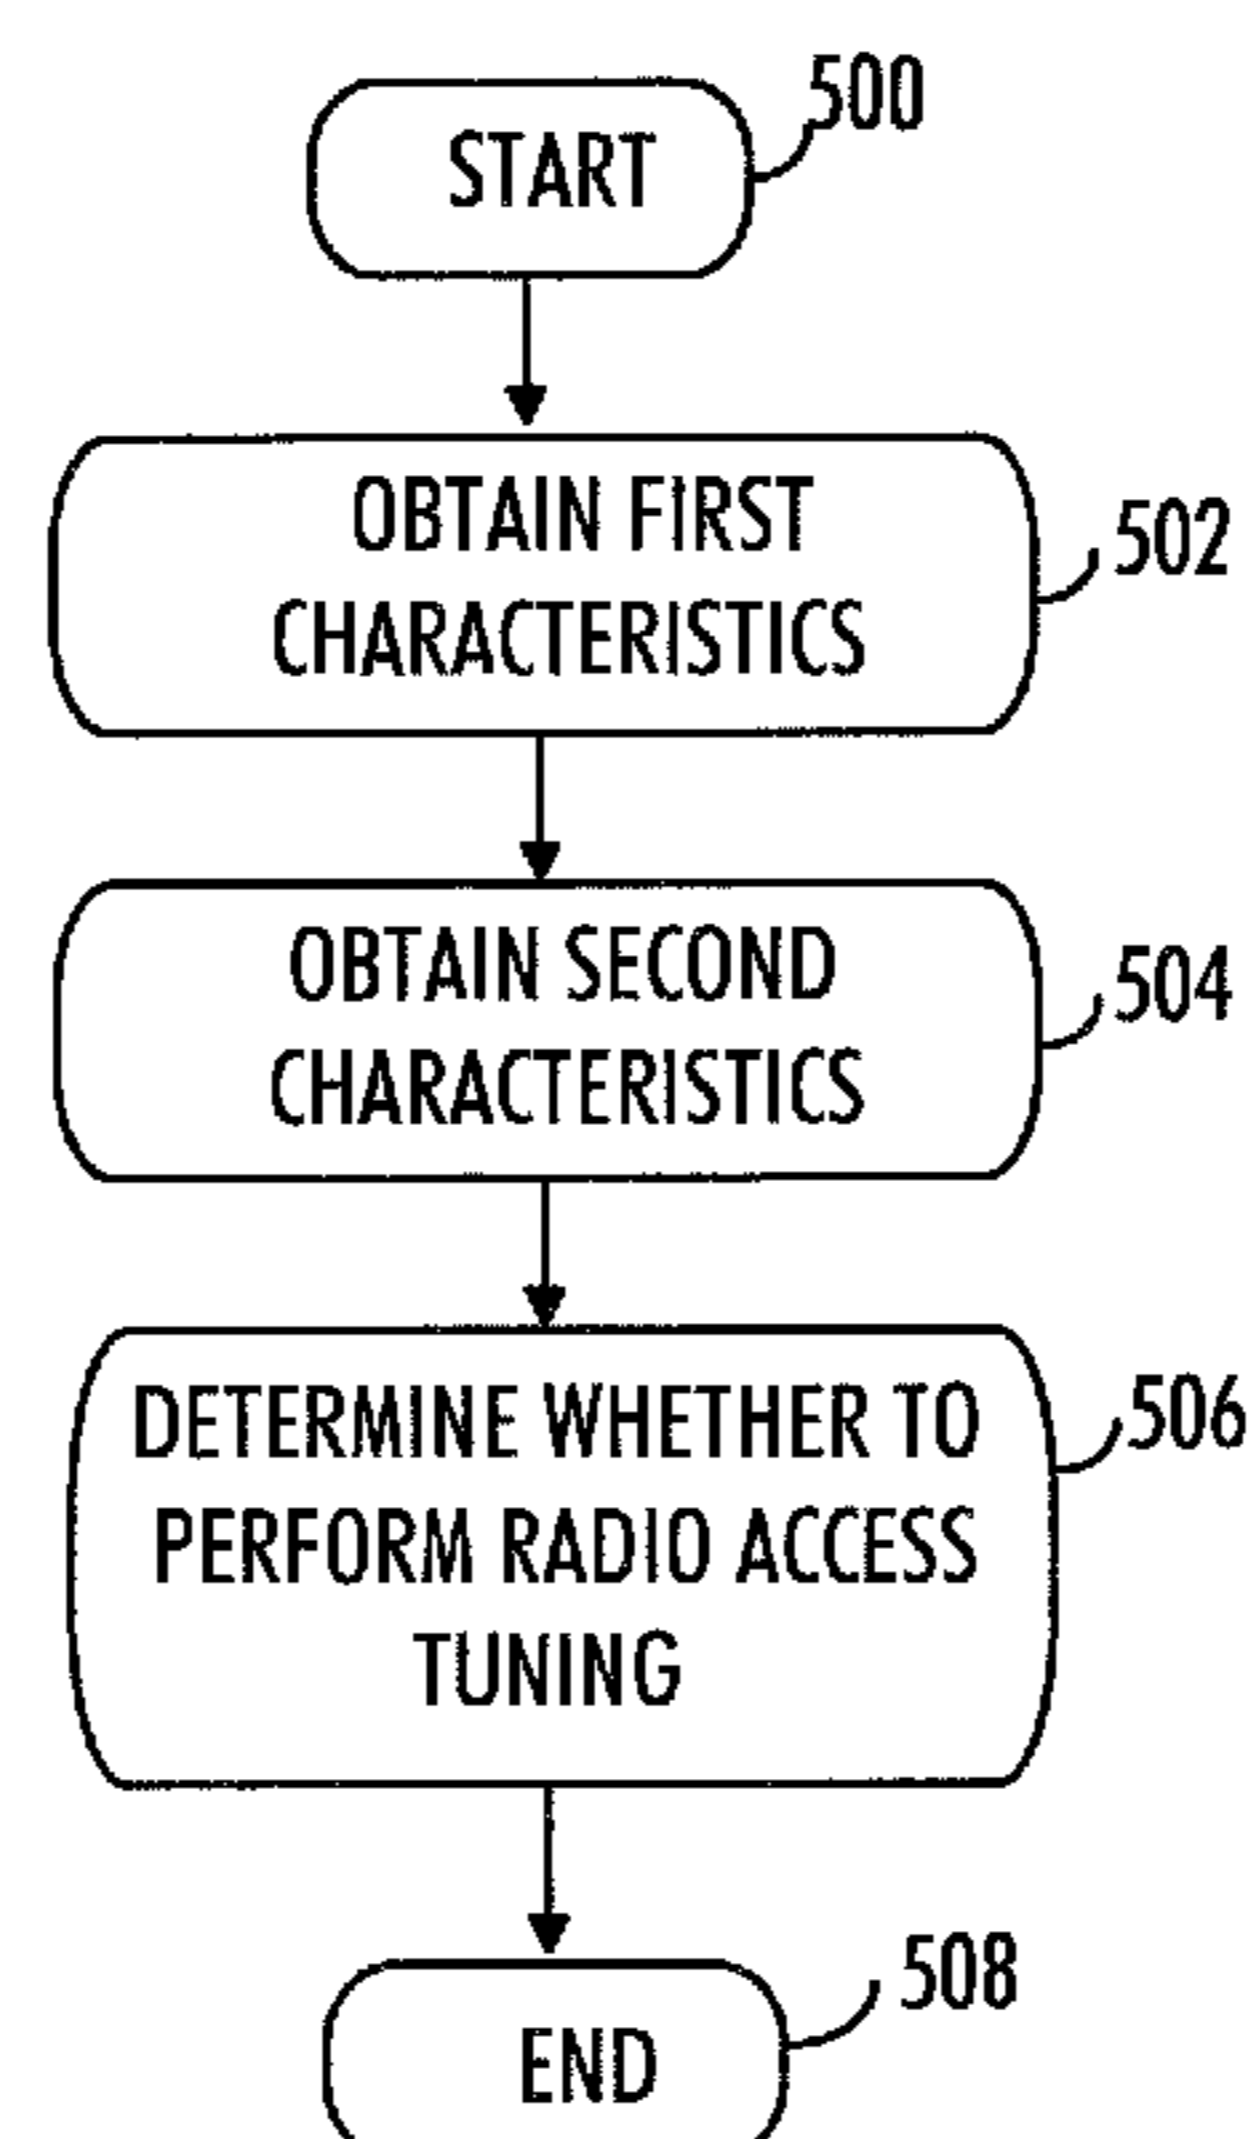 500
START
OBTAIN FIRST
CHARACTERISTICS
502
OBTAIN SECOND
CHARACTERISTICS
504
DETERMINE WHETHER TO
PERFORM RADIO ACCESS
TUNING
506
508
END